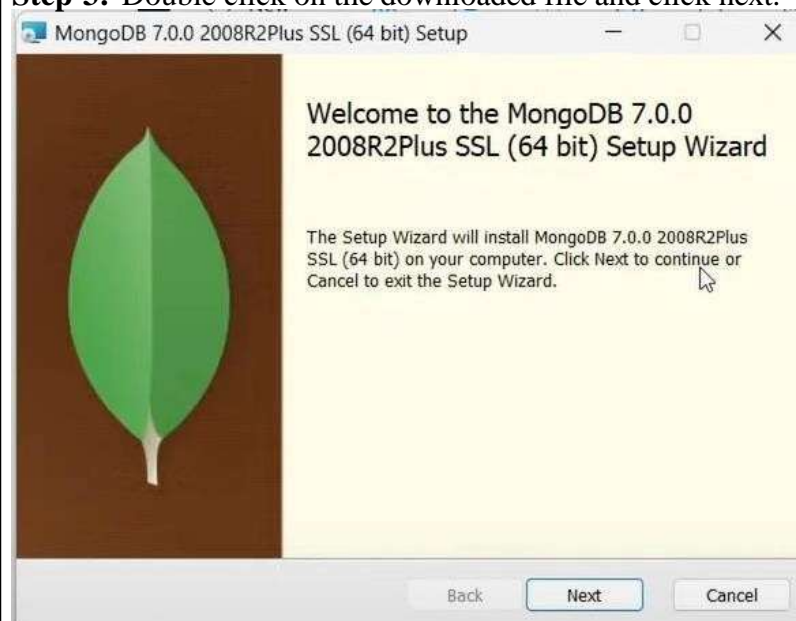 Step-3: Double click on the downloaded file and click next.
MongoDB 7.0.0 2008R2Plus SSL (64 bit) Setup
Welcome to the MongoDB 7.0.0
2008R2Plus SSL (64 bit) Setup Wizard
The Setup Wizard will install MongoDB 7.0.0 2008R2Plus
SSL (64 bit) on your computer. Click Next to continue or
Cancel to exit the Setup Wizard.
Back Next Cancel